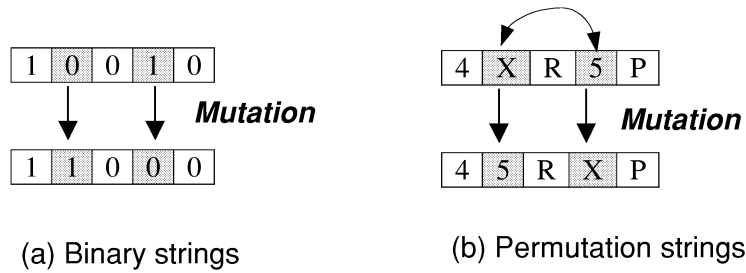 1 0 0 1 0
Mutation
1 1 0 0 0
(a) Binary strings
4 X R 5 P
Mutation
4 5 R X P
(b) Permutation strings